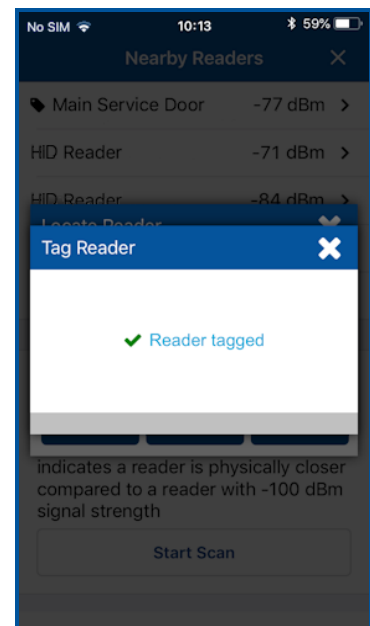 No SIM 10:13 59%
Nearby Readers
Main Service Door -77 dBm
HID Reader -71 dBm
HID Reader -84 dBm
Locate Reader
Tag Reader
Reader tagged
indicates a reader is physically closer
compared to a reader with -100 dBm
signal strength
Start Scan